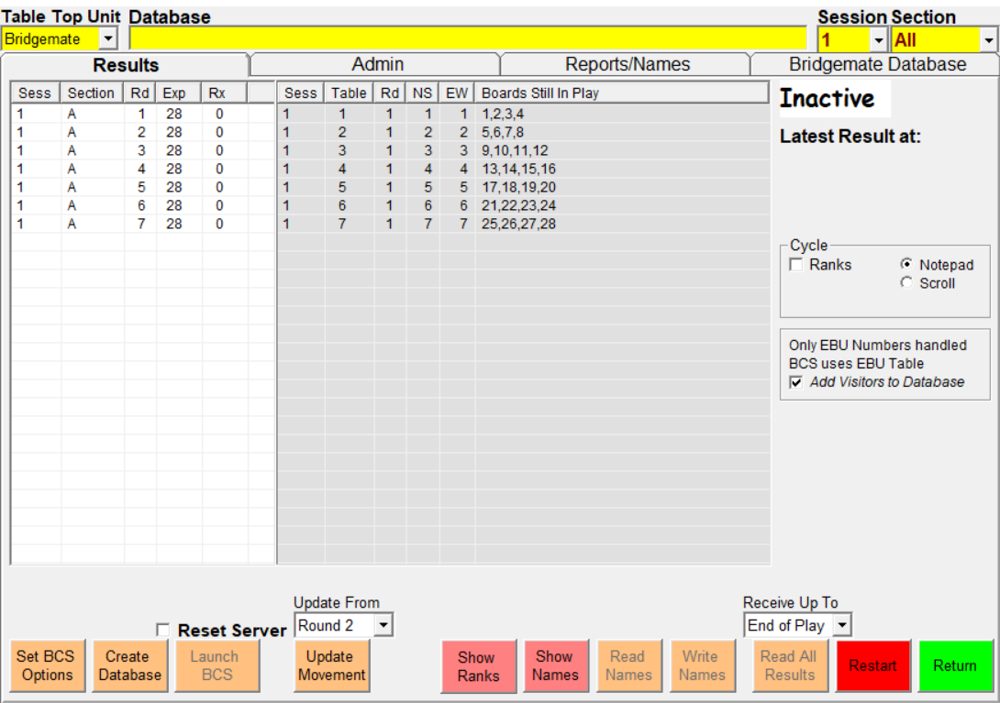 Table Top Unit Database Session Section
Bridgemate 1 All
Results Admin Reports/Names Bridgemate Database
Sess Section Rd Exp Rx Sess Table Rd NS EW Boards Still In Play
1 A 1 28 0 1 1 1 1 1 1,2,3,4
1 A 2 28 0 1 2 1 2 2 5,6,7,8
1 A 3 28 0 1 3 1 3 3 9,10,11,12
1 A 4 28 0 1 4 1 4 4 13,14,15,16
1 A 5 28 0 1 5 1 5 5 17,18,19,20
1 A 6 28 0 1 6 1 6 6 21,22,23,24
1 A 7 28 0 1 7 1 7 7 25,26,27,28
Inactive
Latest Result at:
Cycle
Ranks Notepad
Scroll
Only EBU Numbers handled
BCS uses EBU Table
Add Visitors to Database
Update From Receive Up To
Reset Server Round 2 End of Play
Set BCS Create Launch Update Show Show Read Write Read All Restart Return
Options Database BCS Movement Ranks Names Names Names Results